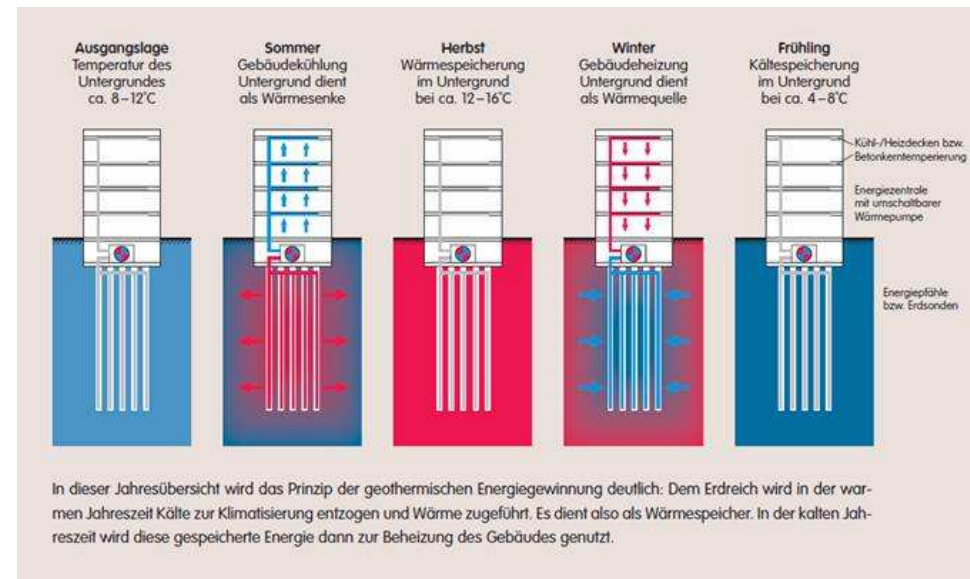 Ausgangslage
Temperatur des
Untergrundes
ca. 8–12°C
Sommer
Gebäudekühlung
Untergrund dient
als Wärmesenke
Herbst
Wärmespeicherung
im Untergrund
bei ca. 12–16°C
Winter
Gebäudeheizung
Untergrund dient
als Wärmequelle
Frühling
Kältespeicherung
im Untergrund
bei ca. 4–8°C
Kühl-/Heizdecken bzw.
Betonkerntemperierung
Energiezentrale
mit umschaltbarer
Wärmepumpe
Energiepfähle
bzw. Erdsonden
In dieser Jahresübersicht wird das Prinzip der geothermischen Energiegewinnung deutlich: Dem Erdreich wird in der war-
men Jahreszeit Kälte zur Klimatisierung entzogen und Wärme zugeführt. Es dient also als Wärmespeicher. In der kalten Jah-
reszeit wird diese gespeicherte Energie dann zur Beheizung des Gebäudes genutzt.